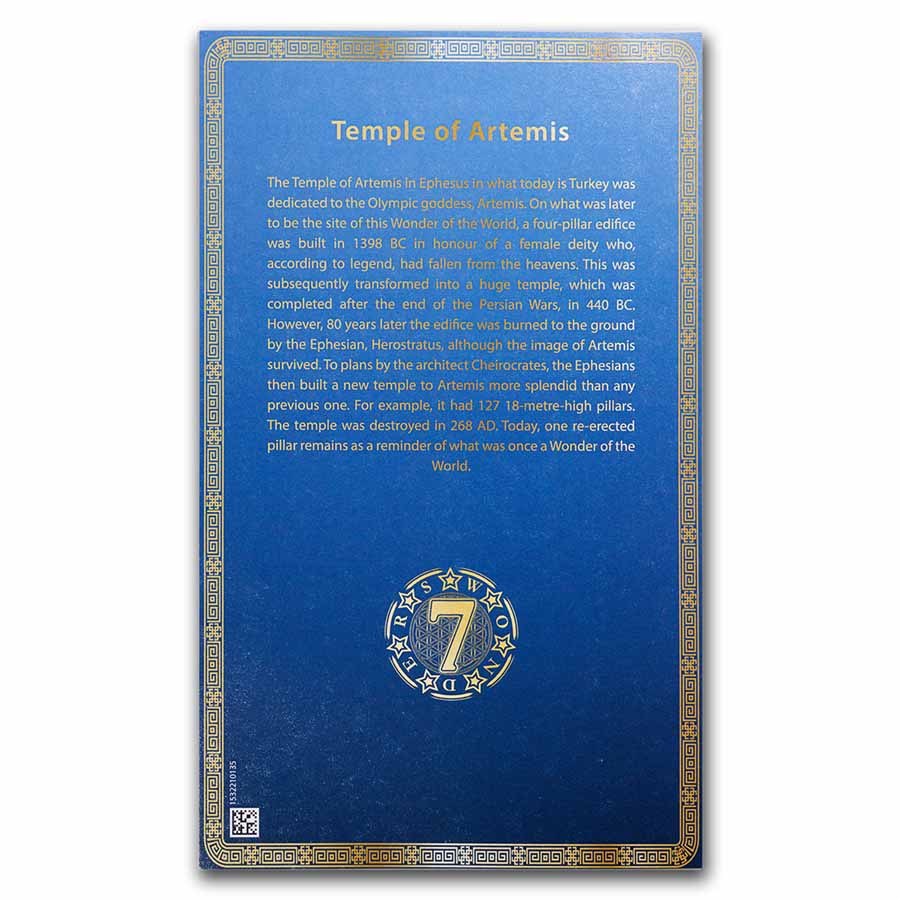 Temple of Artemis
The Temple of Artemis in Ephesus in what today is Turkey was
dedicated to the Olympic goddess, Artemis. On what was later
to be the site of this Wonder of the World, a four-pillar edifice
was built in 1398 BC in honour of a female deity who,
according to legend, had fallen from the heavens. This was
subsequently transformed into a huge temple, which was
completed after the end of the Persian Wars, in 440 BC.
However, 80 years later the edifice was burned to the ground
by the Ephesian, Herostratus, although the image of Artemis
survived. To plans by the architect Cheirocrates, the Ephesians
then built a new temple to Artemis more splendid than any
previous one. For example, it had 127 18-metre-high pillars.
The temple was destroyed in 268 AD. Today, one re-erected
pillar remains as a reminder of what was once a Wonder of the
World.
7
WONDERS
1532210135